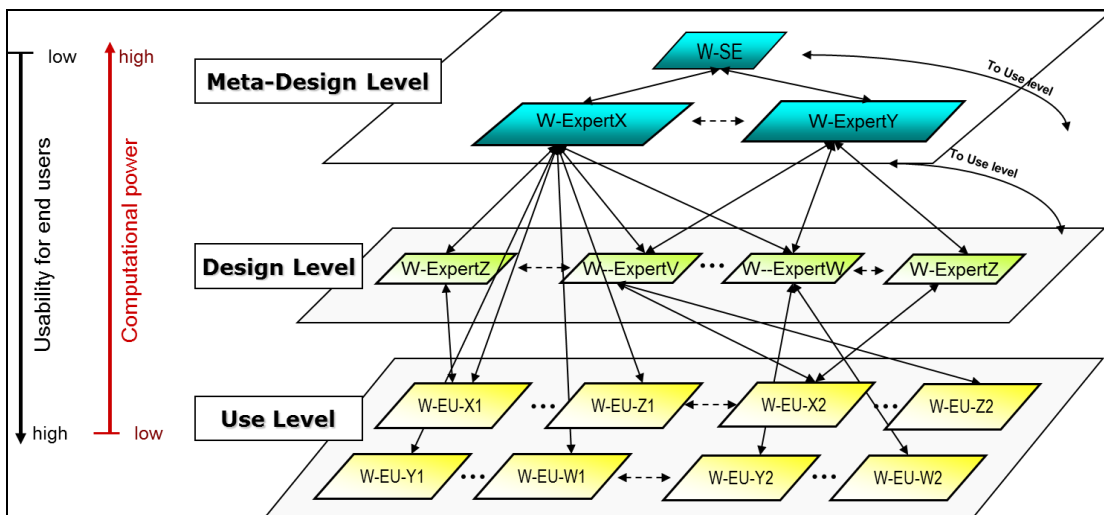 low
high
Usability for end users
Computational power
high
low
Meta-Design Level
W-SE
To Use level
W-ExpertX
W-ExpertY
To Use level
Design Level
W-ExpertZ
W--ExpertV
•••
W--ExpertW
W-ExpertZ
Use Level
W-EU-X1
•••
W-EU-Z1
W-EU-X2
•••
W-EU-Z2
W-EU-Y1
•••
W-EU-W1
W-EU-Y2
•••
W-EU-W2